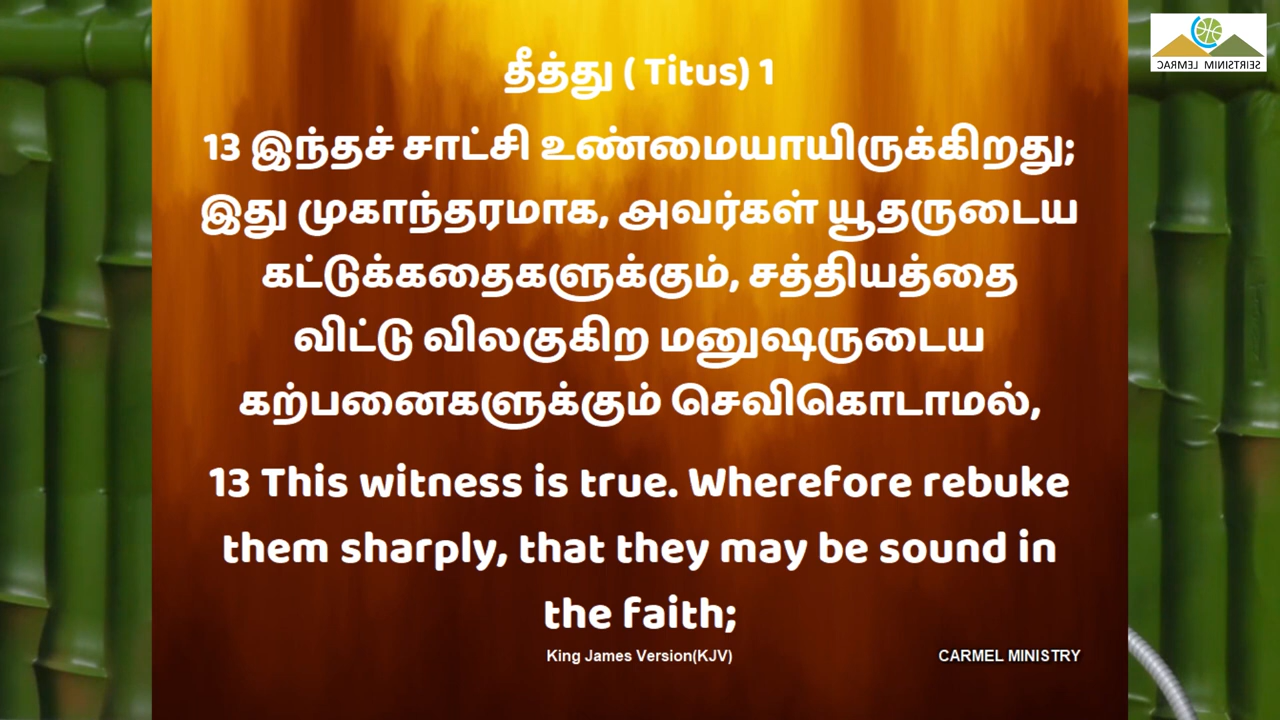 தீத்து ( Titus) 1
13 இந்தச் சாட்சி உண்மையாயிருக்கிறது;
இது முகாந்தரமாக, அவர்கள் யூதருடைய
கட்டுக்கதைகளுக்கும், சத்தியத்தை
விட்டு விலகுகிற மனுஷருடைய
கற்பனைகளுக்கும் செவிகொடாமல்,
13 This witness is true. Wherefore rebuke
them sharply, that they may be sound in
the faith;
King James Version(KJV)
CARMEL MINISTRY
CARMEL MINISTRIES